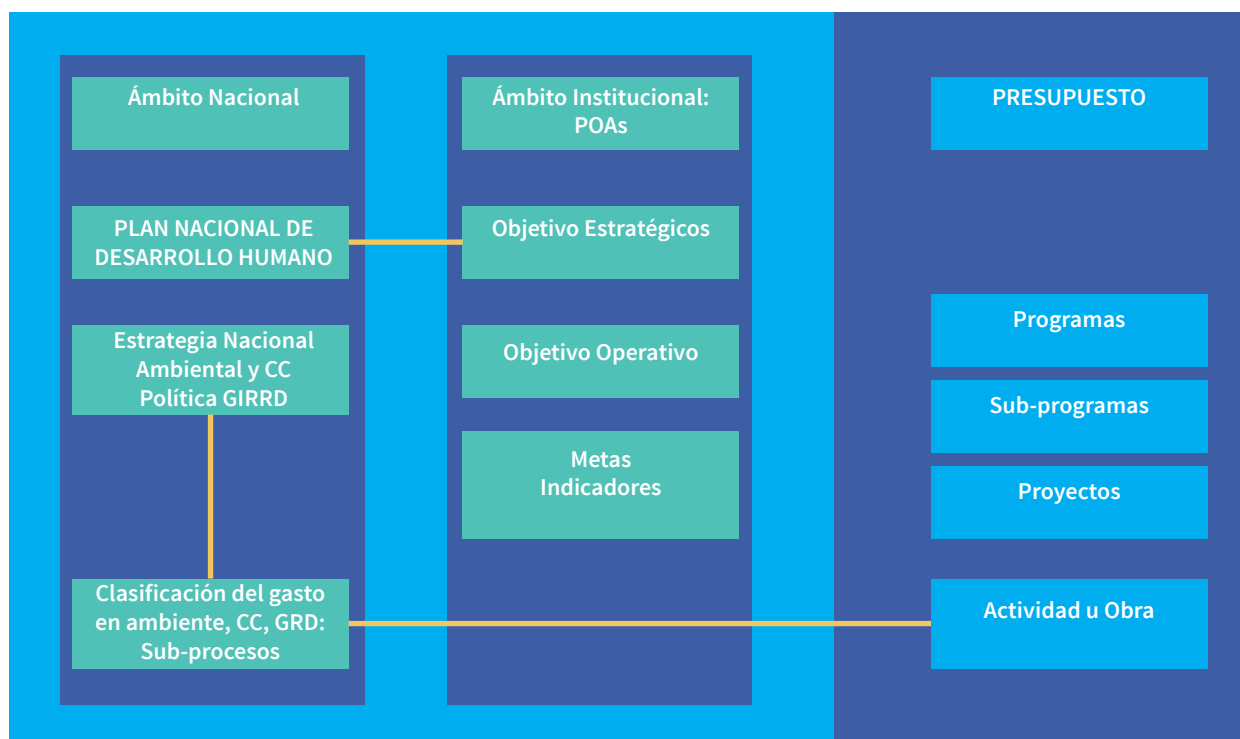 Ámbito Nacional
PLAN NACIONAL DE
DESARROLLO HUMANO
Estrategia Nacional
Ambiental y CC
Política GIRRD
Clasificación del gasto
en ambiente, CC, GRD:
Sub-procesos
Ámbito Institucional:
POAs
Objetivo Estratégicos
Objetivo Operativo
Metas
Indicadores
PRESUPUESTO
Programas
Sub-programas
Proyectos
Actividad u Obra